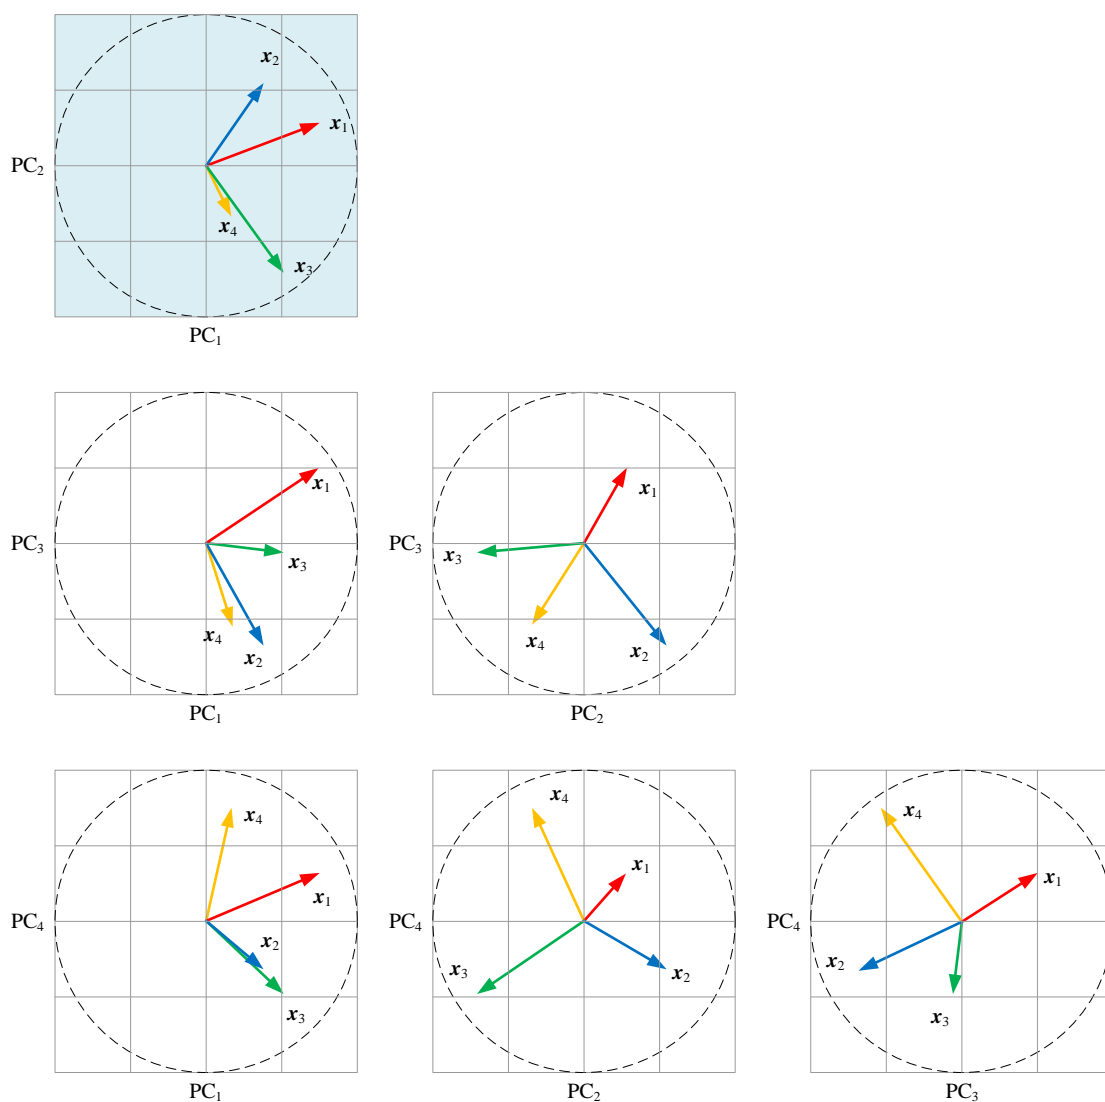 x₂
x₁
PC₂
x₄
x₃
PC₁
x₁
x₁
PC₃
x₃
PC₃
x₃
x₄
x₂
x₄
x₂
PC₁
PC₂
x₄
x₄
x₄
x₁
x₁
x₁
PC₄
x₂
PC₄
x₃
x₂
PC₄
x₂
x₃
x₃
PC₁
PC₂
PC₃